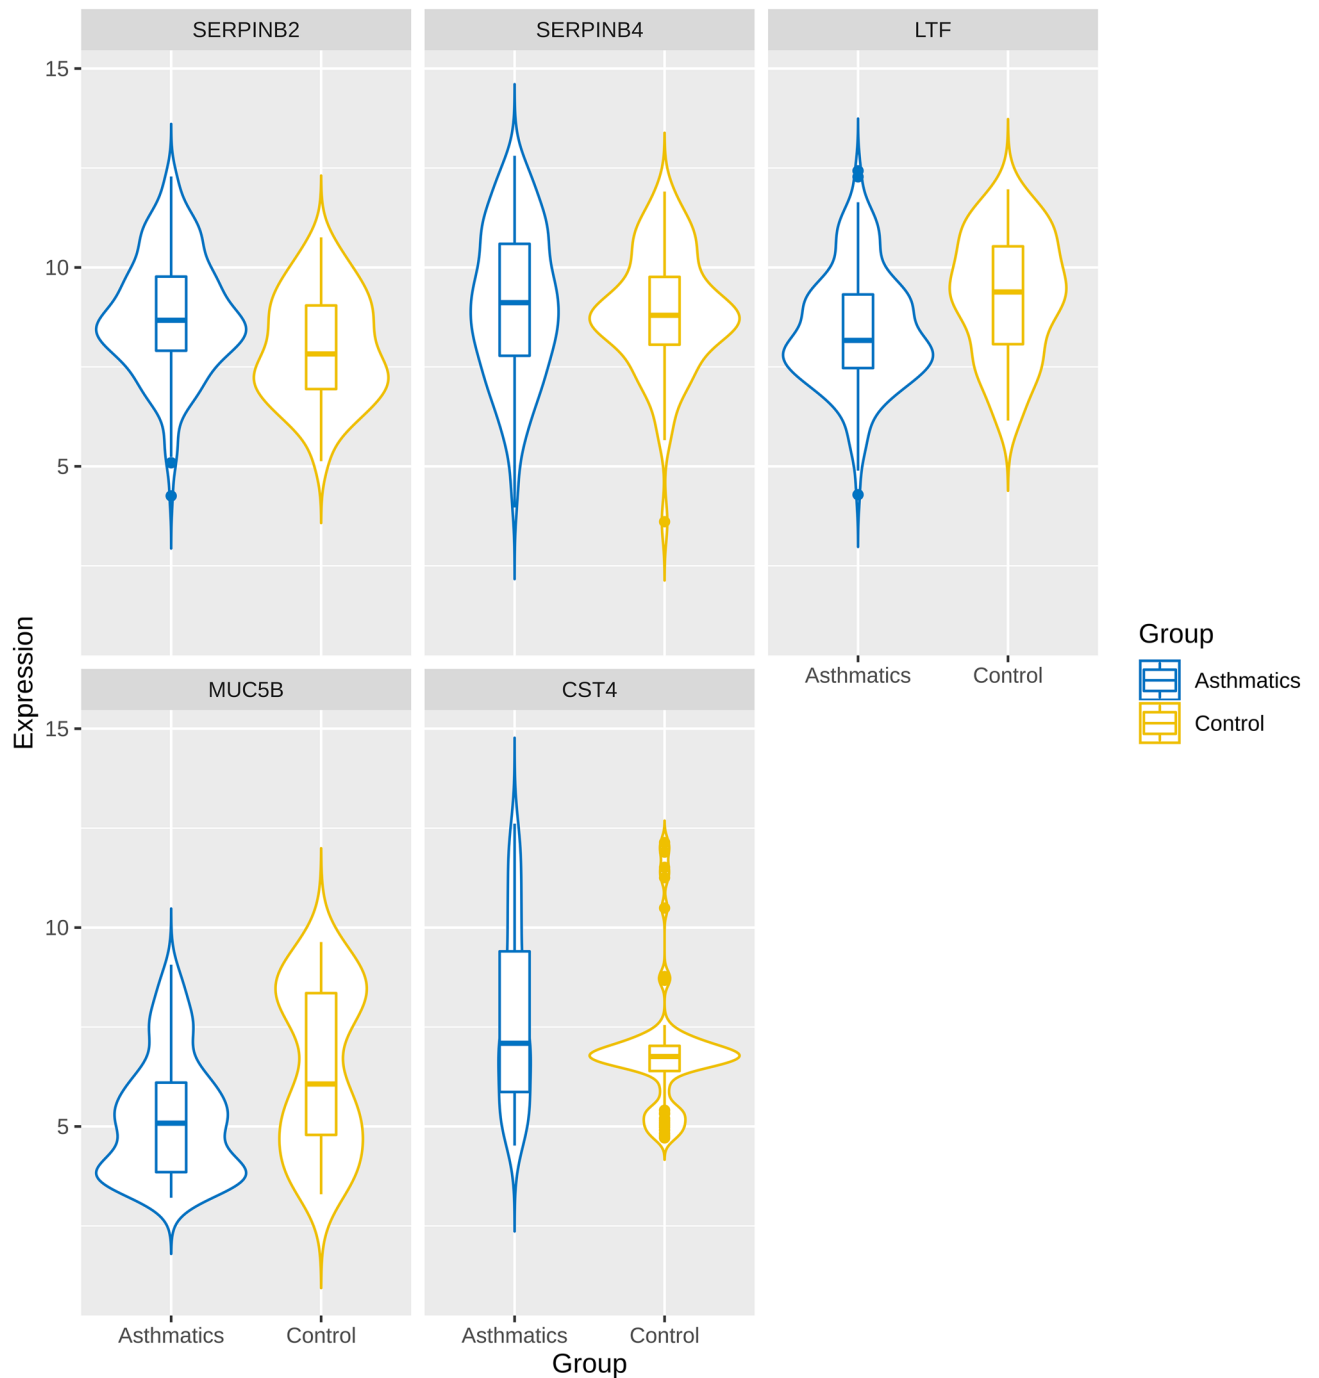 SERPINB2
SERPINB4
LTF
15
10
5
Asthmatics
Control
Expression
MUC5B
CST4
15
10
5
Asthmatics
Control
Asthmatics
Control
Group
Group
Asthmatics
Control